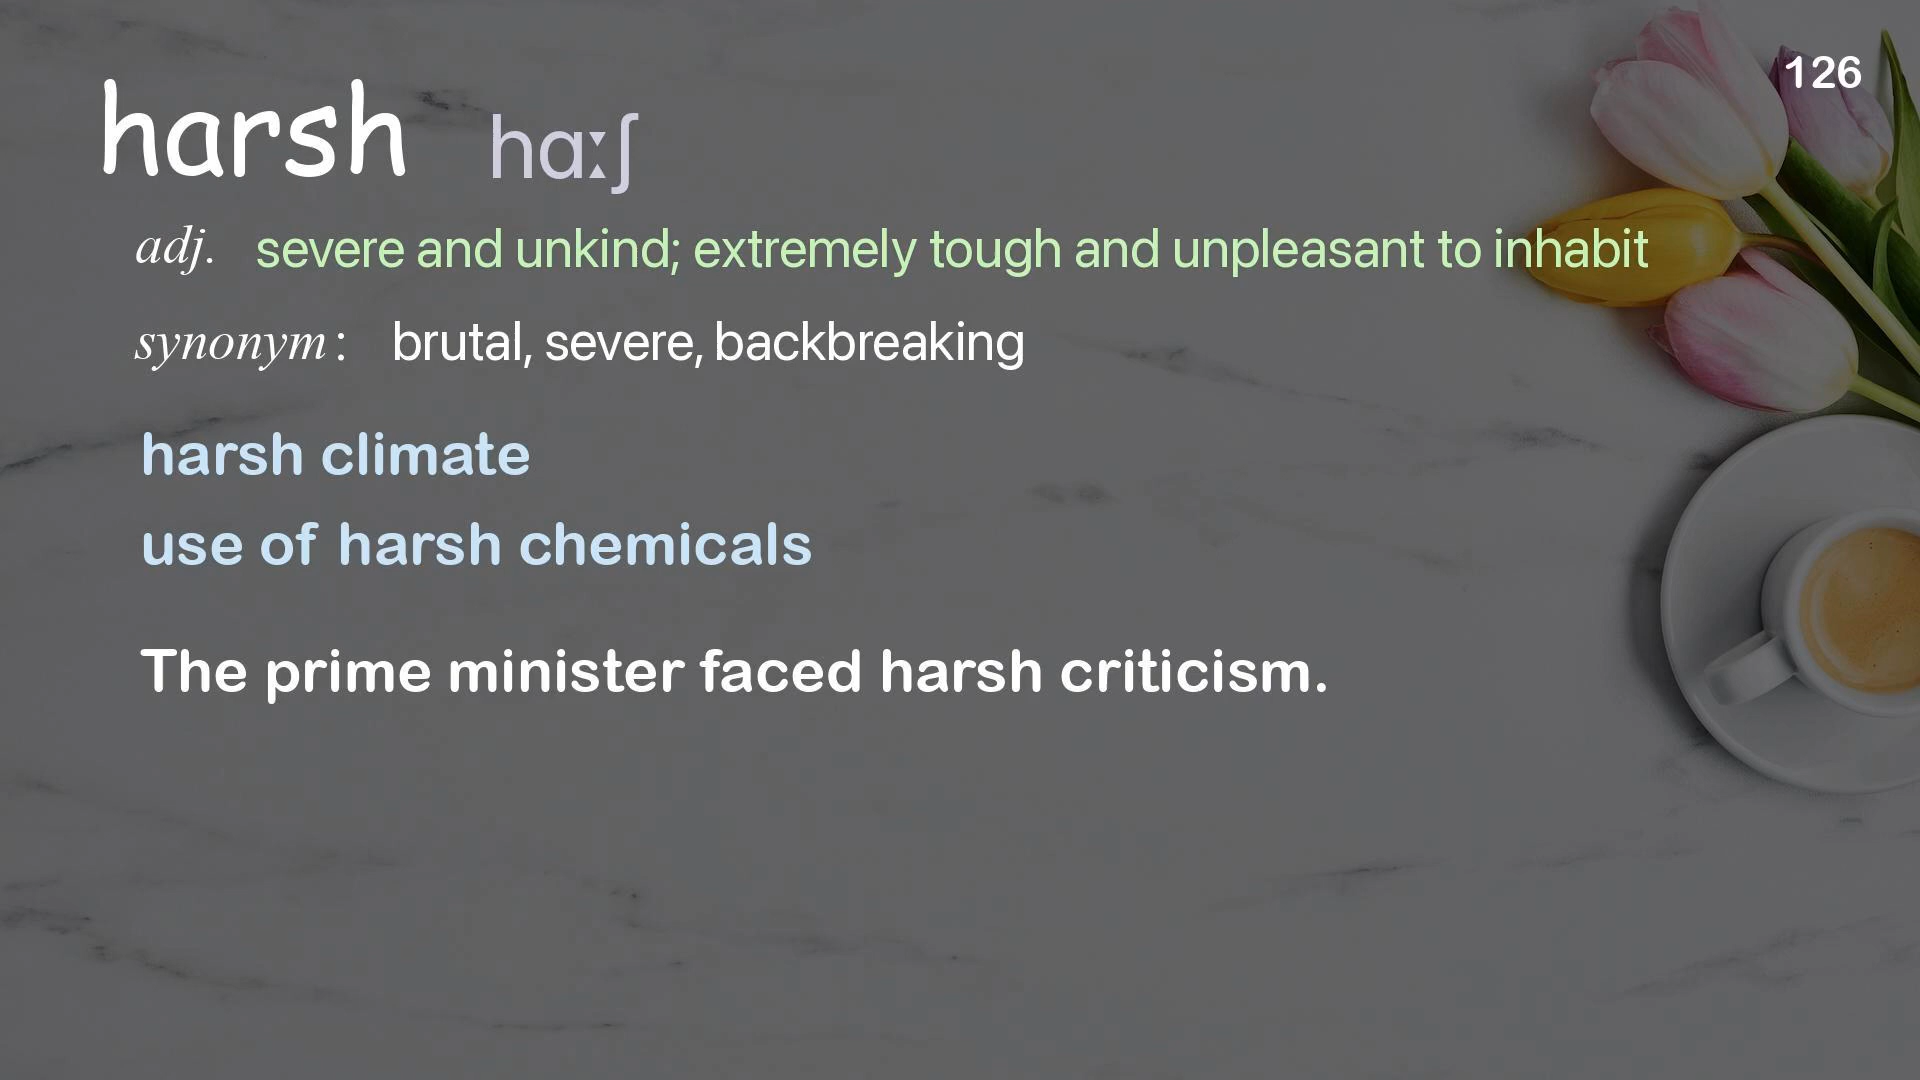 126
harsh hɑːʃ
adj. severe and unkind; extremely tough and unpleasant to inhabit
synonym: brutal, severe, backbreaking
harsh climate
use of harsh chemicals
The prime minister faced harsh criticism.